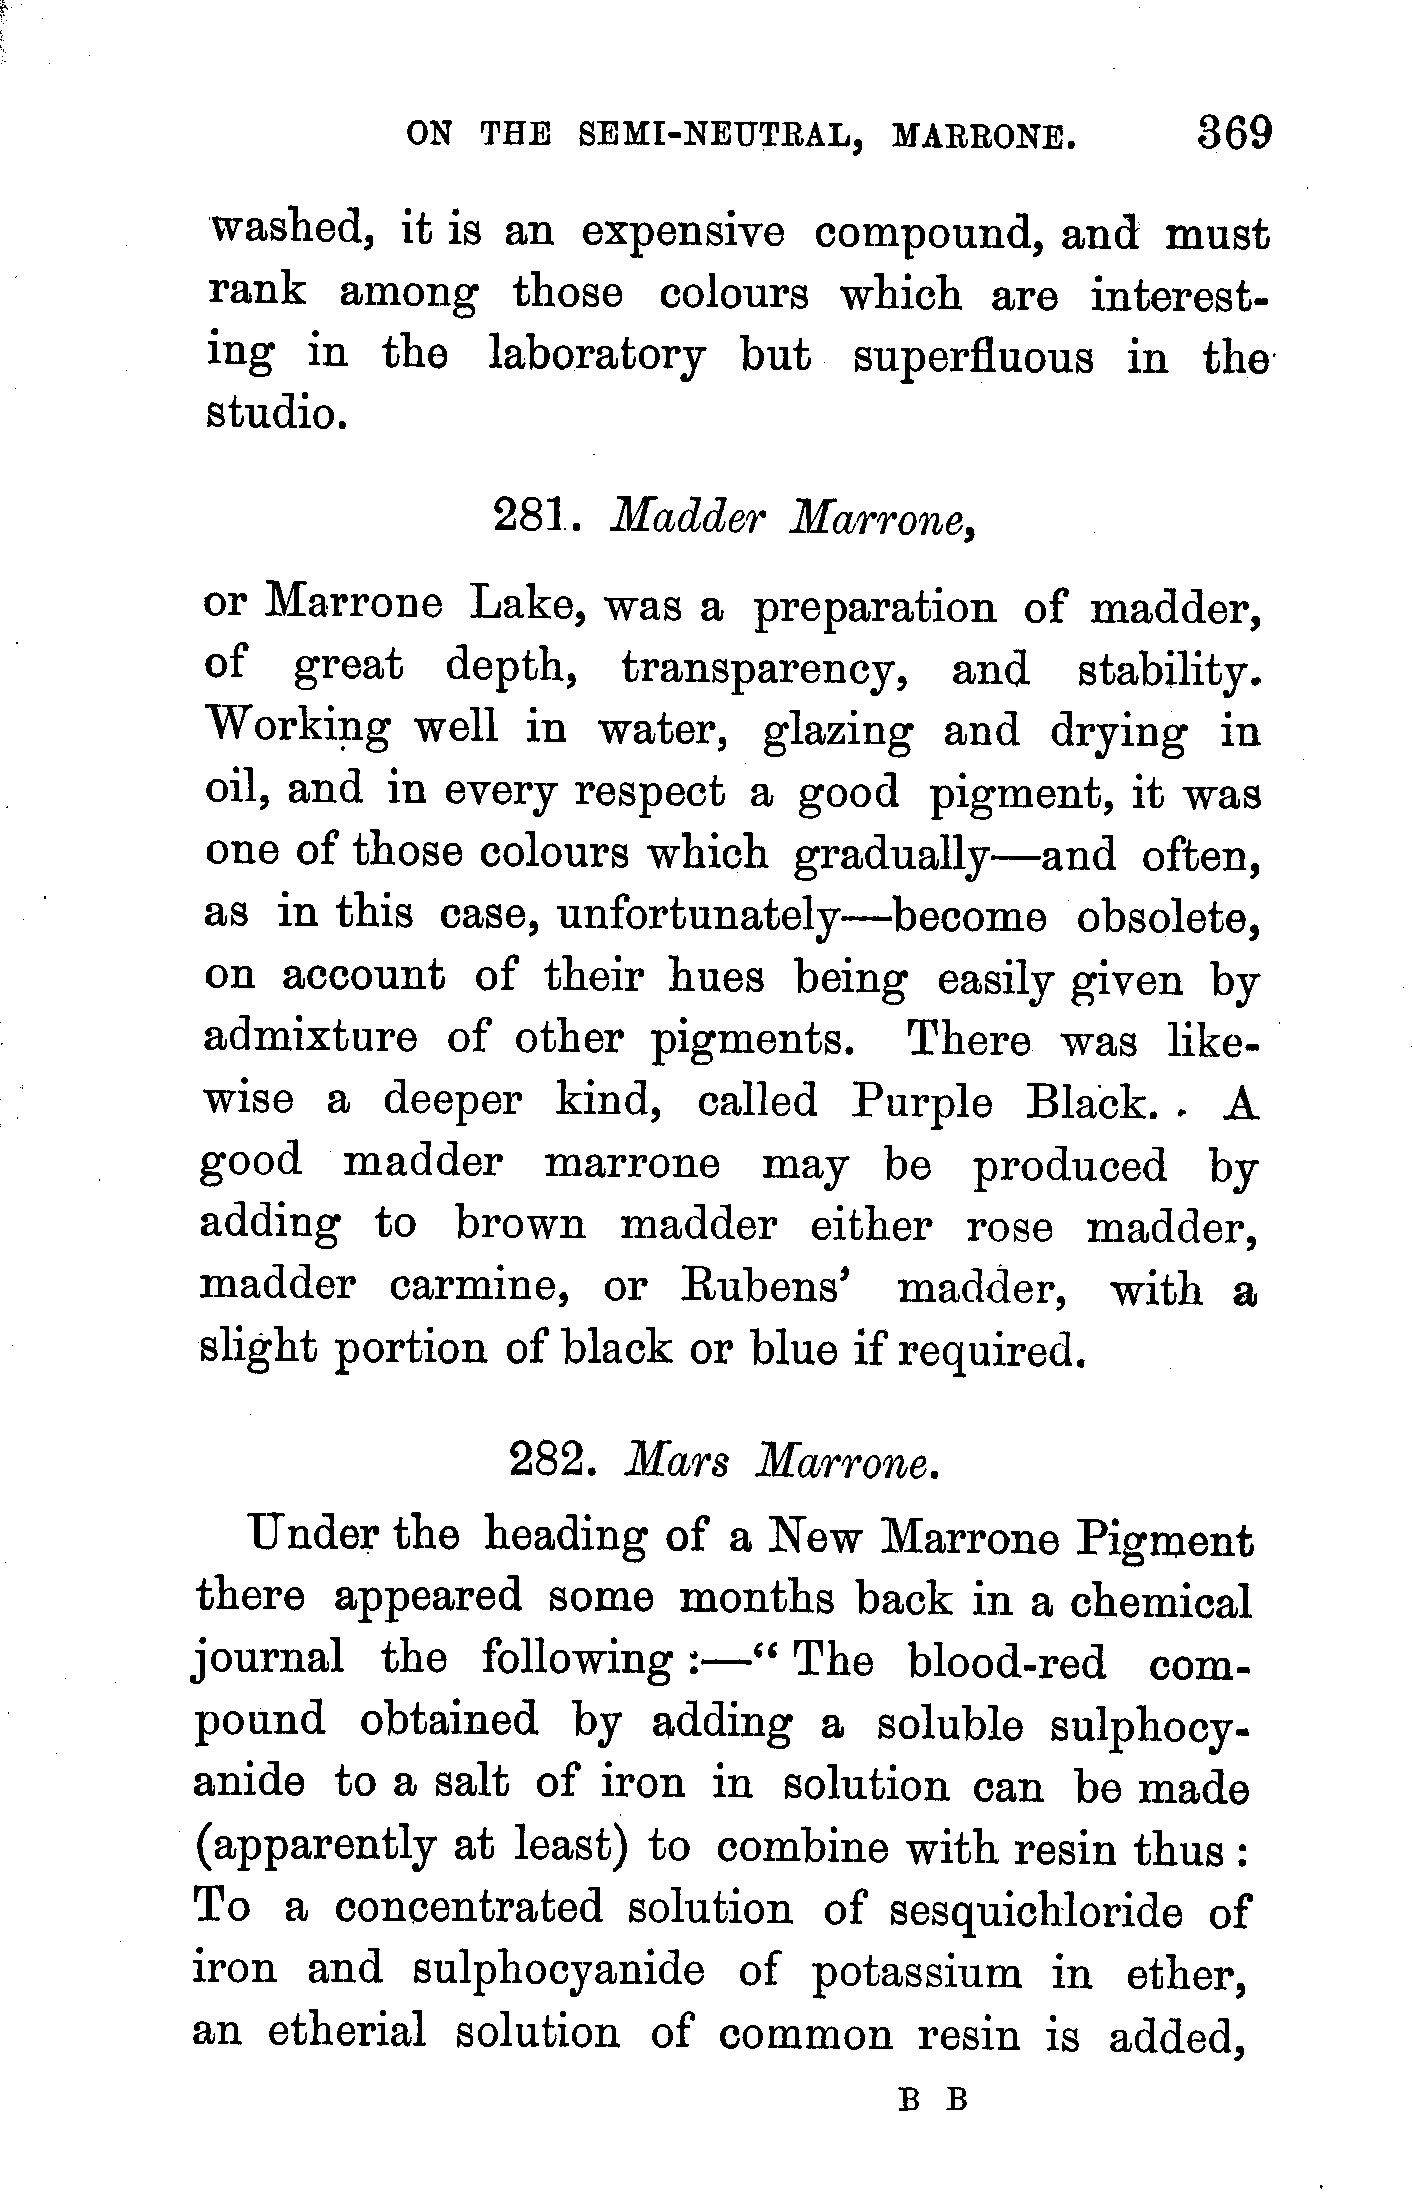 ON THE SEMI-NEUTRAL, MARRONE. 369
washed, it is an expensive compound, and must
rank among those colours which are interest-
ing in the laboratory but superfluous in the
studio.
281. Madder Marrone,
or Marrone Lake, was a preparation of madder,
of great depth, transparency, and stability.
Working well in water, glazing and drying in
oil, and in every respect a good pigment, it was
one of those colours which gradually—and often,
as in this case, unfortunately—become obsolete,
on account of their hues being easily given by
admixture of other pigments. There was like-
wise a deeper kind, called Purple Black. A
good madder marrone may be produced by
adding to brown madder either rose madder,
madder carmine, or Rubens' madder, with a
slight portion of black or blue if required.
282. Mars Marrone.
Under the heading of a New Marrone Pigment
there appeared some months back in a chemical
journal the following :—“ The blood-red com-
pound obtained by adding a soluble sulphocy-
anide to a salt of iron in solution can be made
(apparently at least) to combine with resin thus :
To a concentrated solution of sesquichloride of
iron and sulphocyanide of potassium in ether,
an etherial solution of common resin is added,
B B